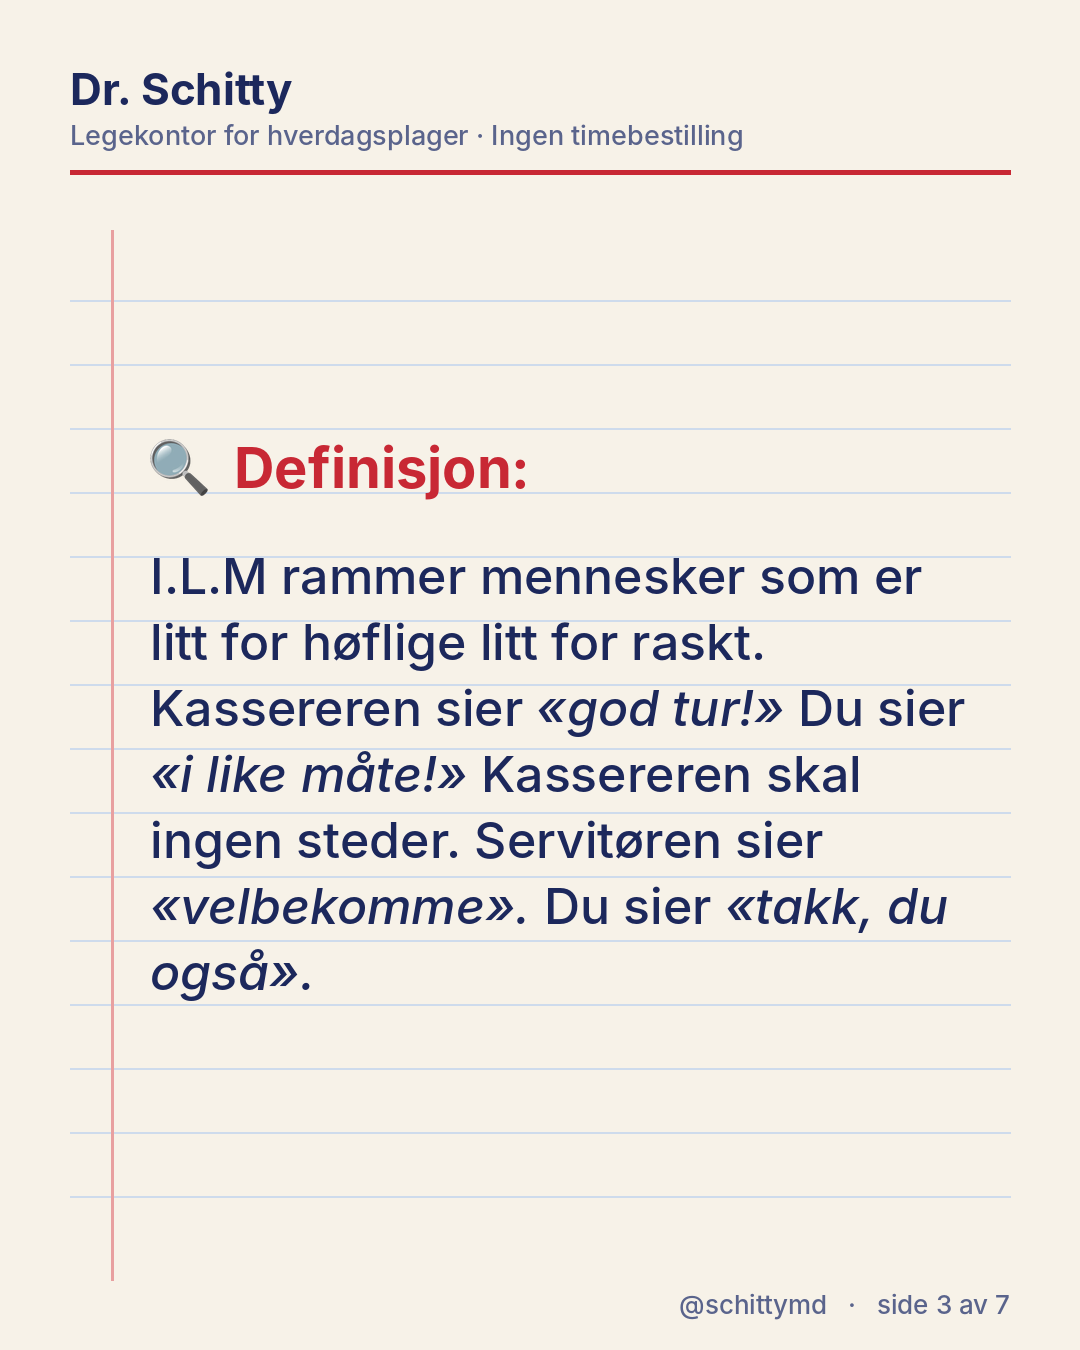 Dr. Schitty
Legekontor for hverdagsplager · Ingen timebestilling
🔍 Definisjon:
I.L.M rammer mennesker som er
litt for høflige litt for raskt.
Kassereren sier «god tur!» Du sier
«i like måte!» Kassereren skal
ingen steder. Servitøren sier
«velbekomme». Du sier «takk, du
også».
@schittymd · side 3 av 7